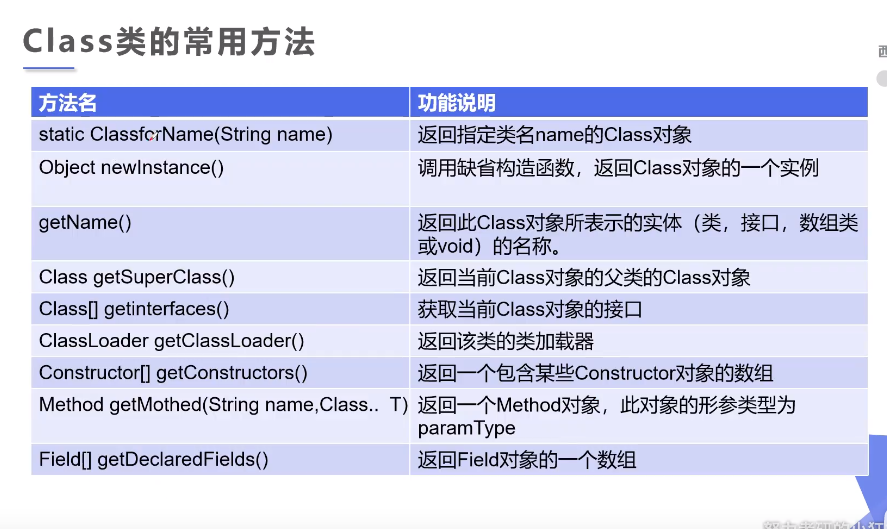 Class类的常用方法
方法名 功能说明
static ClassforName(String name) 返回指定类名name的Class对象
Object newInstance() 调用缺省构造函数，返回Class对象的一个实例
getName() 返回此Class对象所表示的实体（类，接口，数组类
或void）的名称。
Class getSuperClass() 返回当前Class对象的父类的Class对象
Class[] getinterfaces() 获取当前Class对象的接口
ClassLoader getClassLoader() 返回该类的类加载器
Constructor[] getConstructors() 返回一个包含某些Constructor对象的数组
Method getMothed(String name,Class.. T) 返回一个Method对象，此对象的形参类型为
paramType
Field[] getDeclaredFields() 返回Field对象的一个数组